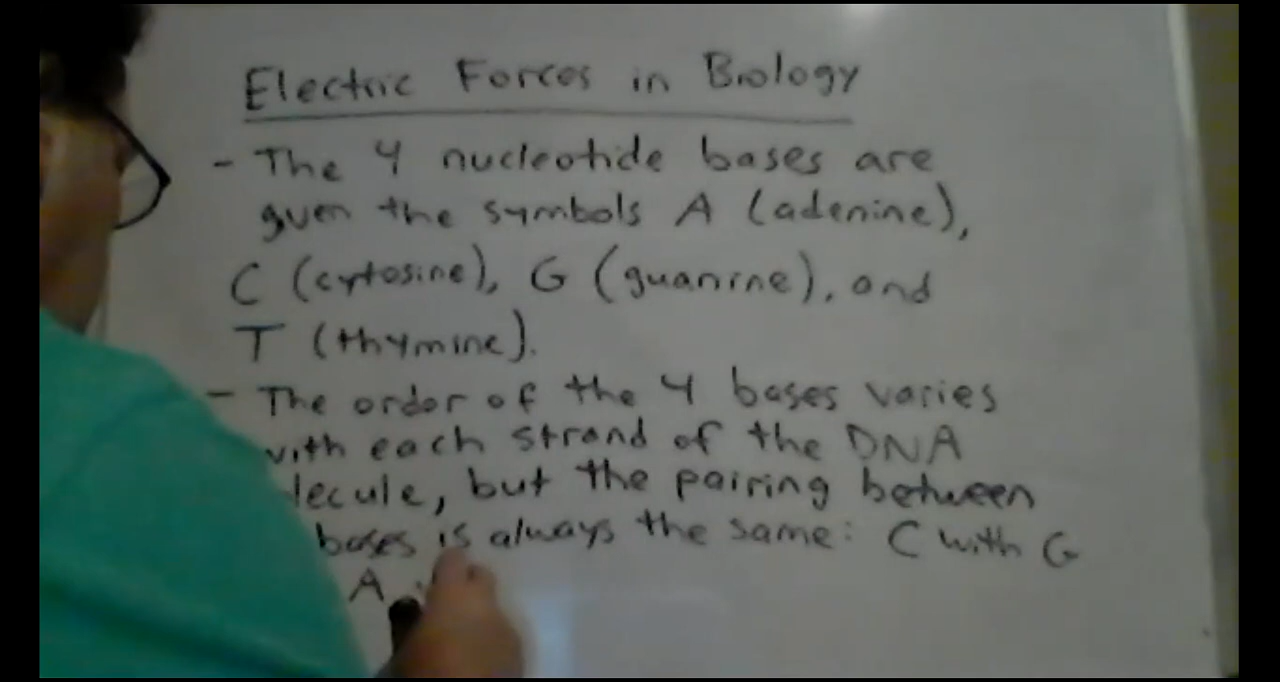 Electric Forces in Biology
- The 4 nucleotide bases are
given the symbols A (adenine),
C (cytosine), G (guanine), and
T (thymine).
- The order of the 4 bases varies
with each strand of the DNA
lecule, but the pairing between
bases is always the same: C with G
A